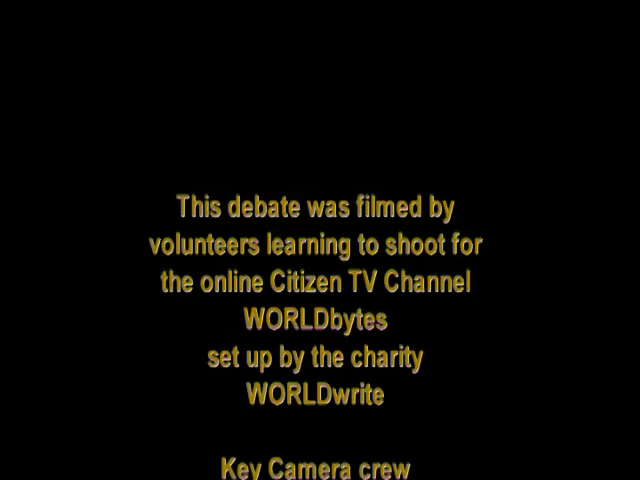 This debate was filmed by
volunteers learning to shoot for
the online Citizen TV Channel
WORLDbytes
set up by the charity
WORLDwrite
Key Camera crew